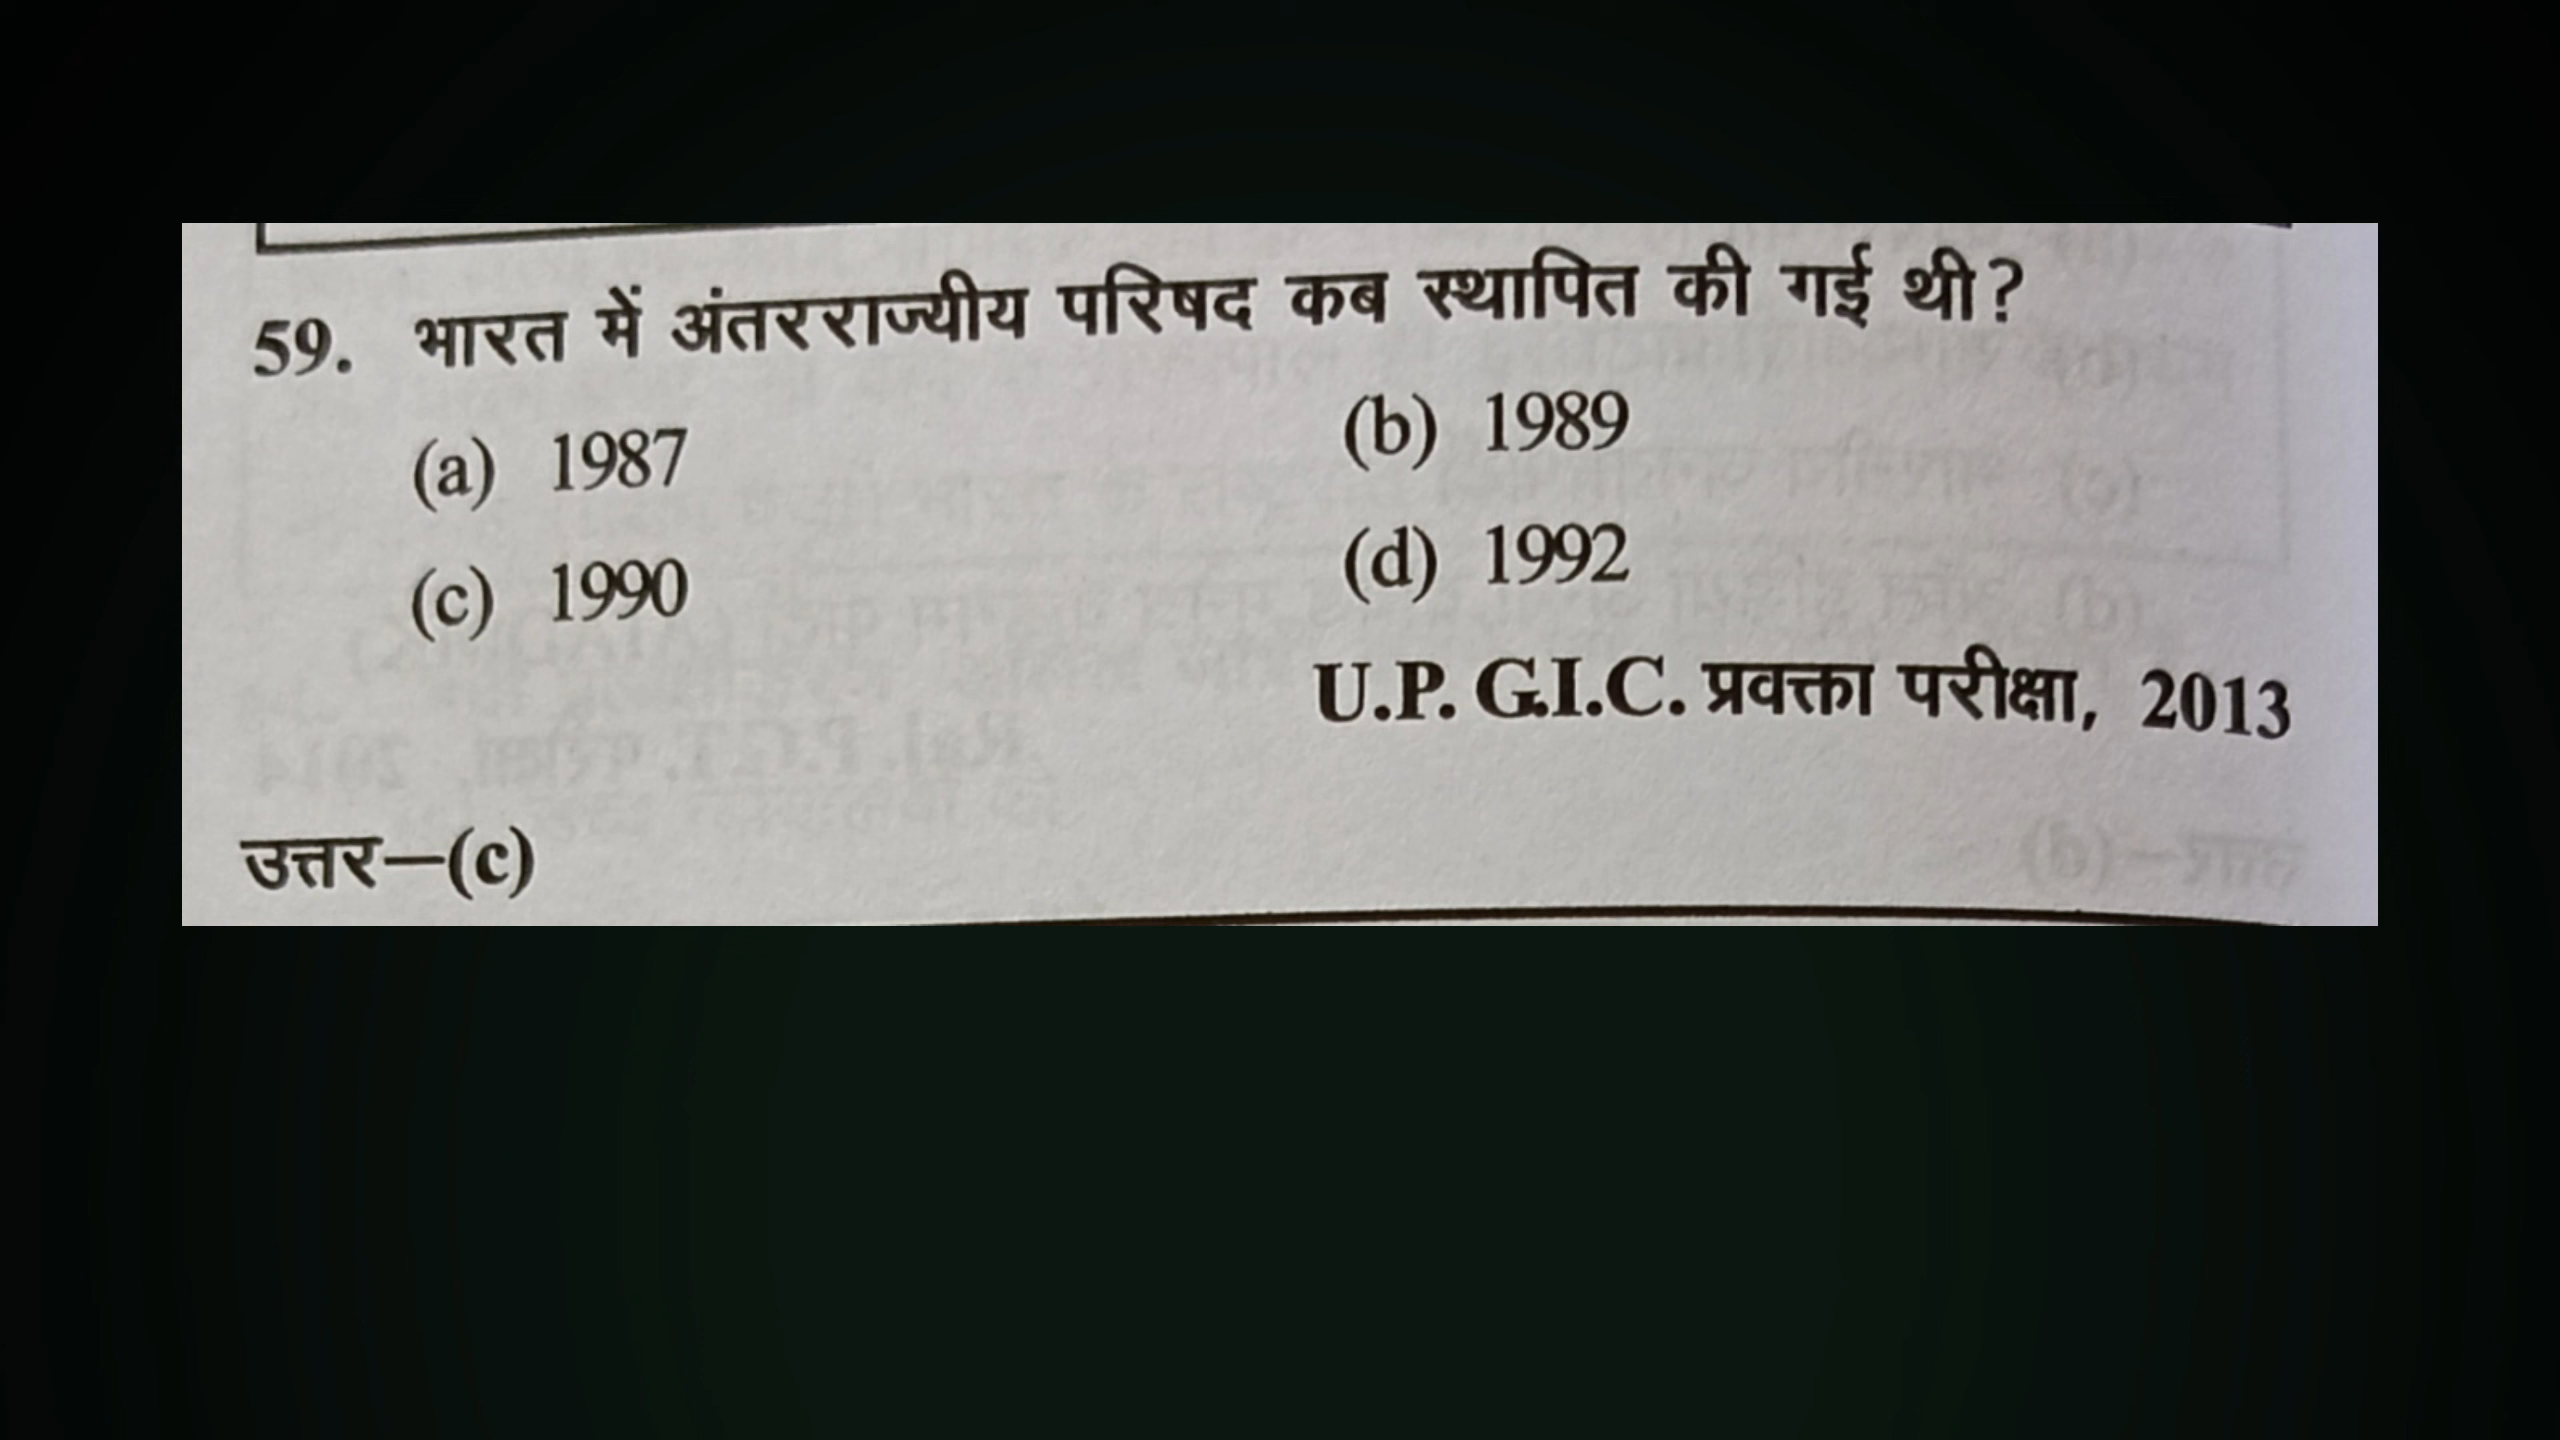 59. भारत में अंतरराज्यीय परिषद कब स्थापित की गई थी?
(a) 1987 (b) 1989
(c) 1990 (d) 1992
U.P. G.I.C. प्रवक्ता परीक्षा, 2013
उत्तर—(c)